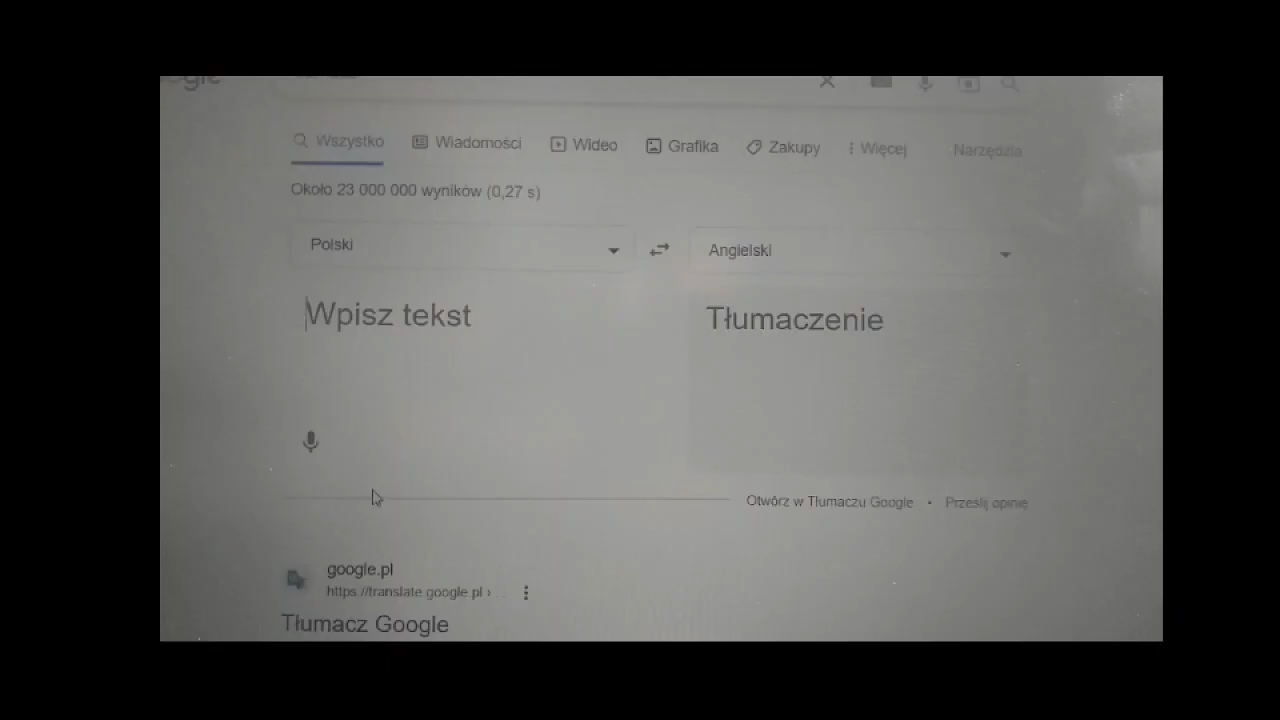 Wszystko Wiadomości Wideo Grafika Zakupy Więcej Narzędzia
Około 23 000 000 wyników (0,27 s)
Polski Angielski
Wpisz tekst Tłumaczenie
Otwórz w Tłumaczu Google • Prześlij opinię
google.pl
https://translate.google.pl › ...
Tłumacz Google